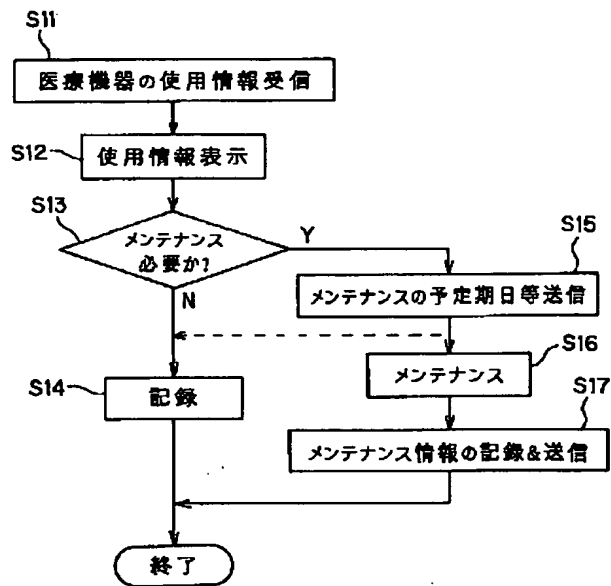 S11
医療機器の使用情報受信
S12
使用情報表示
S13
メンテナンス
必要か?
Y
N
S15
メンテナンスの予定期日等送信
S16
メンテナンス
S14
記録
S17
メンテナンス情報の記録&送信
終了